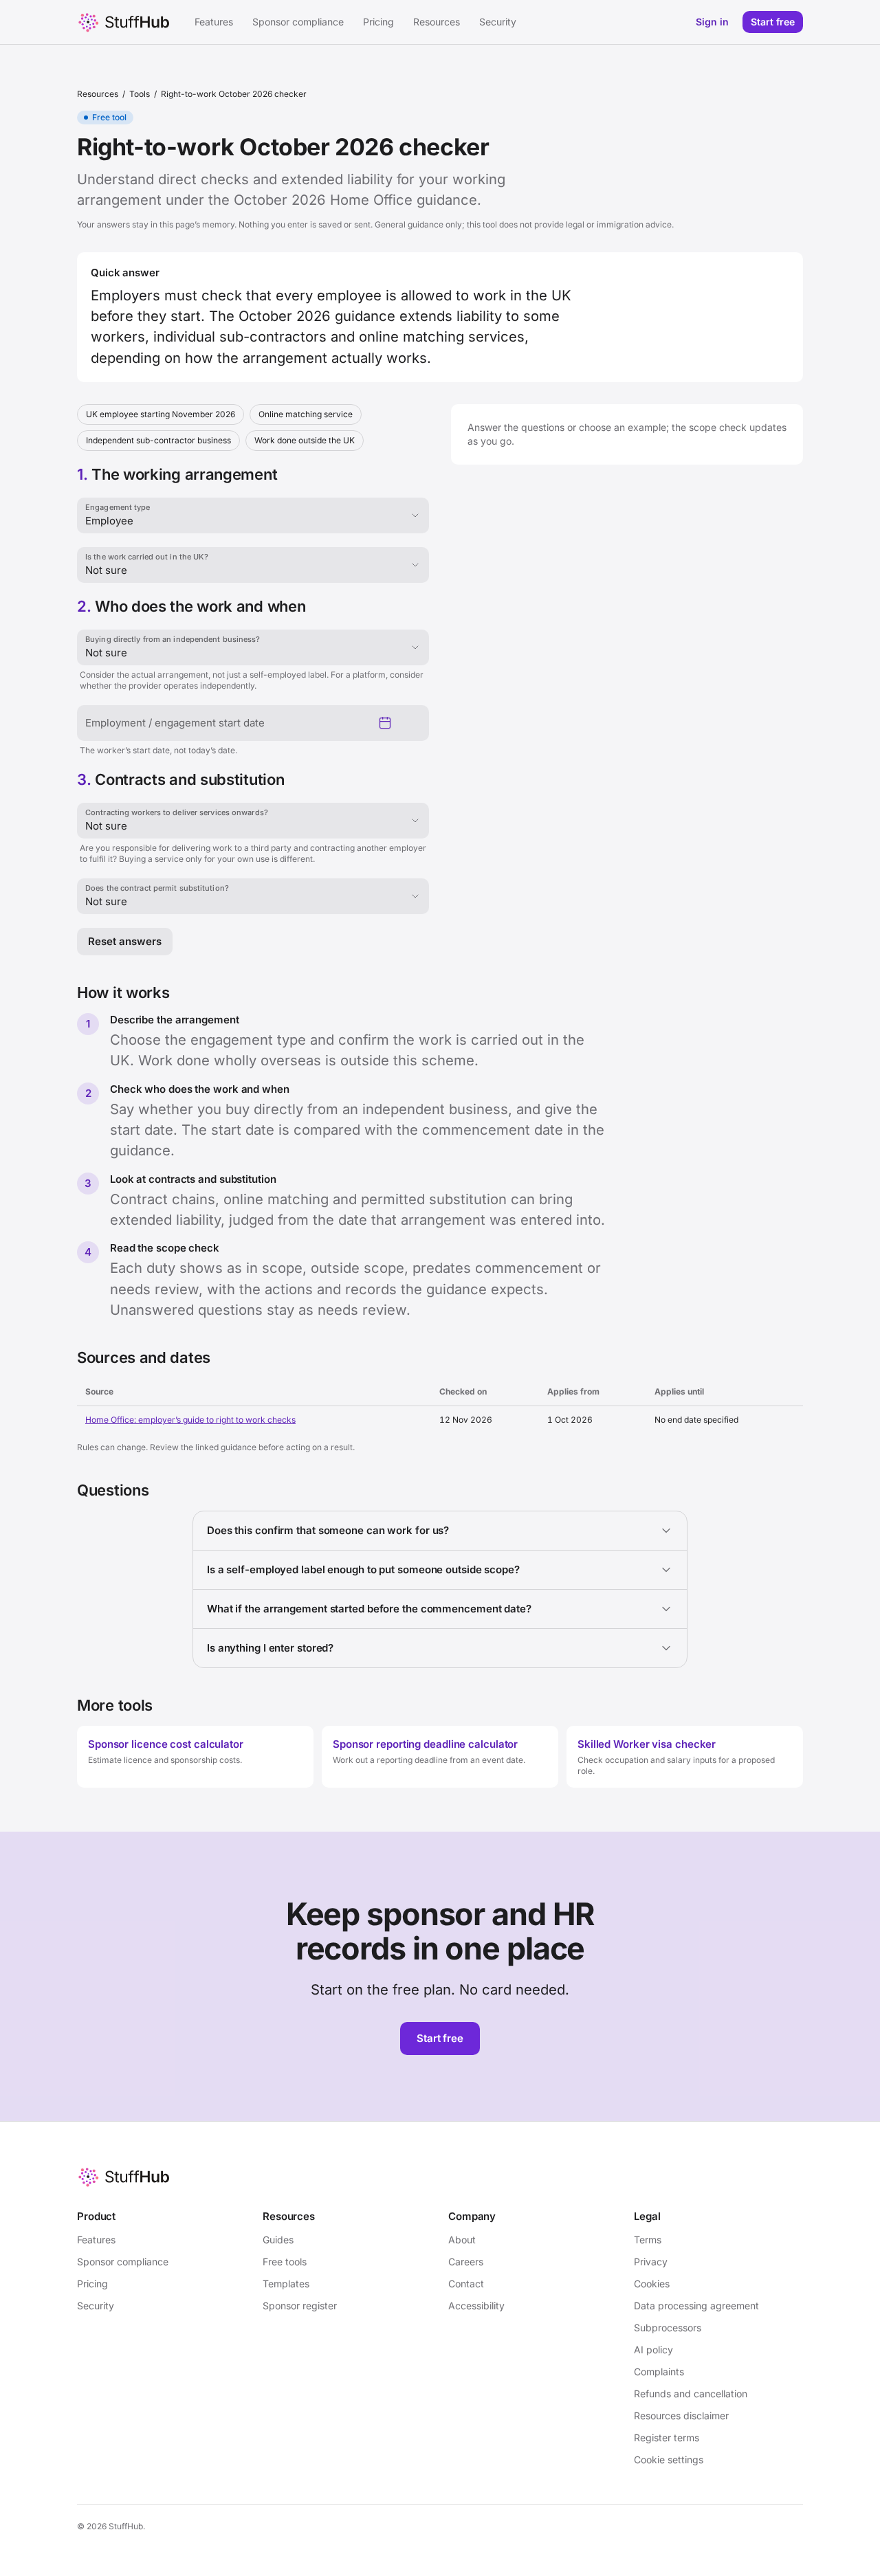 StuffHub
Features
Sponsor compliance
Pricing
Resources
Security
Sign in
Start free
Resources / Tools / Right-to-work October 2026 checker
Free tool
Right-to-work October 2026 checker
Understand direct checks and extended liability for your working
arrangement under the October 2026 Home Office guidance.
Your answers stay in this page’s memory. Nothing you enter is saved or sent. General guidance only; this tool does not provide legal or immigration advice.
Quick answer
Employers must check that every employee is allowed to work in the UK
before they start. The October 2026 guidance extends liability to some
workers, individual sub-contractors and online matching services,
depending on how the arrangement actually works.
UK employee starting November 2026
Online matching service
Independent sub-contractor business
Work done outside the UK
Answer the questions or choose an example; the scope check updates
as you go.
1. The working arrangement
Engagement type
Employee
Is the work carried out in the UK?
Not sure
2. Who does the work and when
Buying directly from an independent business?
Not sure
Consider the actual arrangement, not just a self-employed label. For a platform, consider
whether the provider operates independently.
Employment / engagement start date
The worker’s start date, not today’s date.
3. Contracts and substitution
Contracting workers to deliver services onwards?
Not sure
Are you responsible for delivering work to a third party and contracting another employer
to fulfil it? Buying a service only for your own use is different.
Does the contract permit substitution?
Not sure
Reset answers
How it works
1
Describe the arrangement
Choose the engagement type and confirm the work is carried out in the
UK. Work done wholly overseas is outside this scheme.
2
Check who does the work and when
Say whether you buy directly from an independent business, and give the
start date. The start date is compared with the commencement date in the
guidance.
3
Look at contracts and substitution
Contract chains, online matching and permitted substitution can bring
extended liability, judged from the date that arrangement was entered into.
4
Read the scope check
Each duty shows as in scope, outside scope, predates commencement or
needs review, with the actions and records the guidance expects.
Unanswered questions stay as needs review.
Sources and dates
Source
Checked on
Applies from
Applies until
Home Office: employer’s guide to right to work checks
12 Nov 2026
1 Oct 2026
No end date specified
Rules can change. Review the linked guidance before acting on a result.
Questions
Does this confirm that someone can work for us?
Is a self-employed label enough to put someone outside scope?
What if the arrangement started before the commencement date?
Is anything I enter stored?
More tools
Sponsor licence cost calculator
Estimate licence and sponsorship costs.
Sponsor reporting deadline calculator
Work out a reporting deadline from an event date.
Skilled Worker visa checker
Check occupation and salary inputs for a proposed
role.
Keep sponsor and HR
records in one place
Start on the free plan. No card needed.
Start free
StuffHub
Product
Features
Sponsor compliance
Pricing
Security
Resources
Guides
Free tools
Templates
Sponsor register
Company
About
Careers
Contact
Accessibility
Legal
Terms
Privacy
Cookies
Data processing agreement
Subprocessors
AI policy
Complaints
Refunds and cancellation
Resources disclaimer
Register terms
Cookie settings
© 2026 StuffHub.